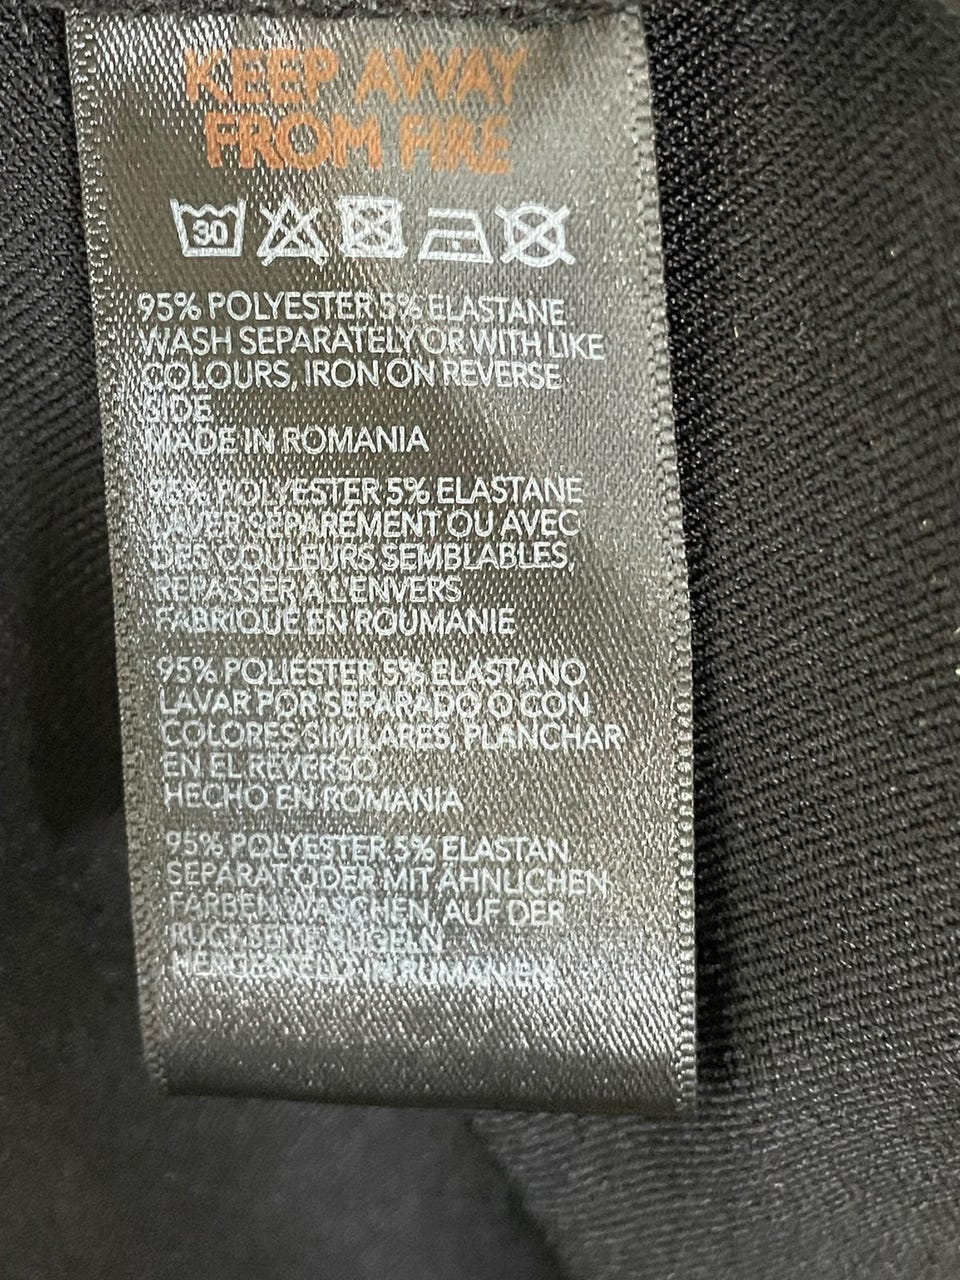 KEEP AWAY
FROM FIRE
30
95% POLYESTER 5% ELASTANE
WASH SEPARATELY OR WITH LIKE
COLOURS, IRON ON REVERSE
SIDE
MADE IN ROMANIA
95% POLYESTER 5% ELASTANE
LAVER SÉPARÉMENT OU AVEC
DES COULEURS SEMBLABLES,
REPASSER À L'ENVERS
FABRIQUÉ EN ROUMANIE
95% POLIÉSTER 5% ELASTANO
LAVAR POR SEPARADO O CON
COLORES SIMILARES, PLANCHAR
EN EL REVERSO
HECHO EN ROMANIA
95% POLYESTER 5% ELASTAN
SEPARAT ODER MIT ÄHNLICHEN
FARBEN WASCHEN, AUF DER
RÜCKSEITE BÜGELN
HERGESTELLT IN RUMÄNIEN